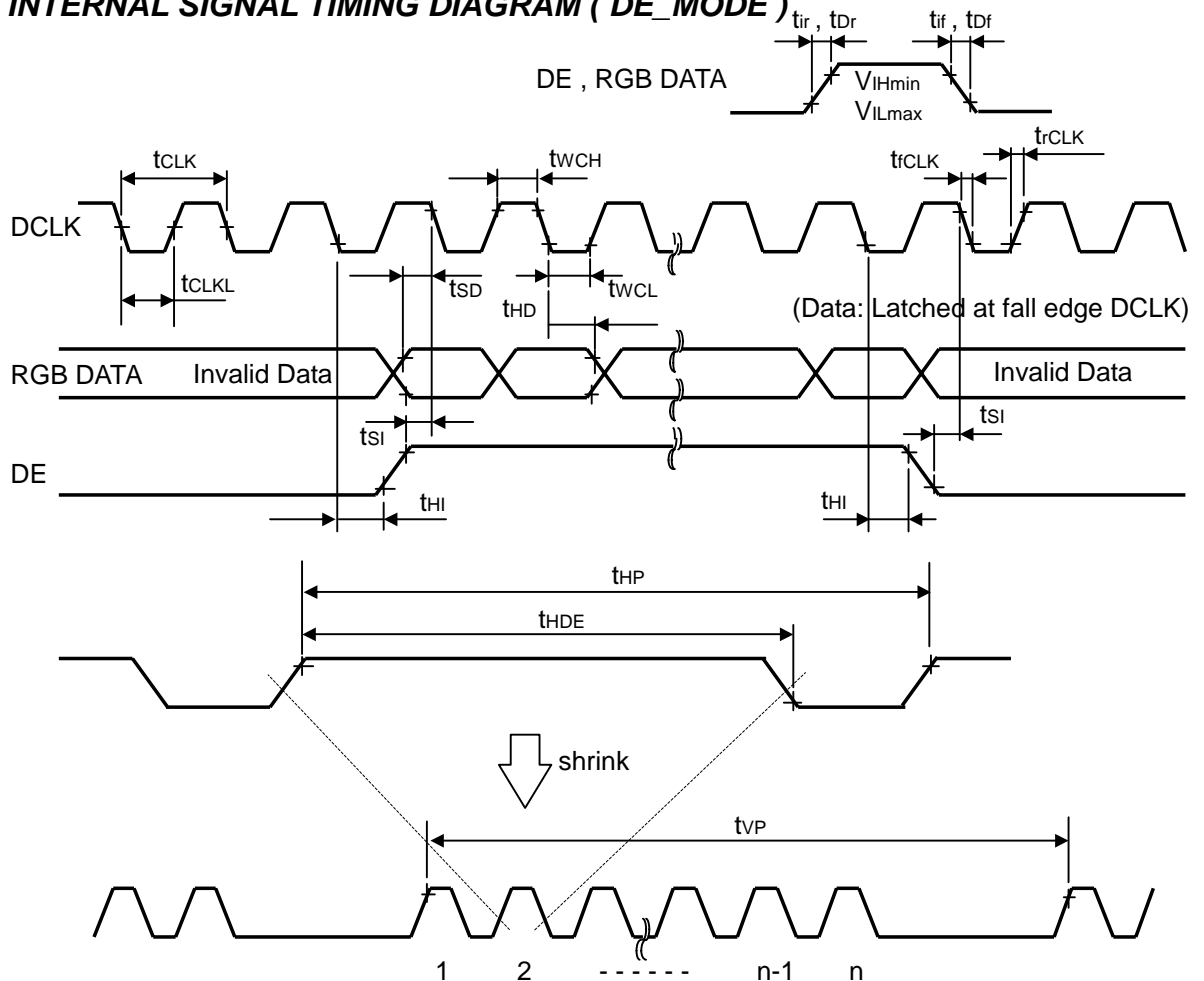 INTERNAL SIGNAL TIMING DIAGRAM ( DE_MODE )
tir , tDr
tif , tDf
DE , RGB DATA
VIHmin
VILmax
tCLK
tWCH
tfCLK
trCLK
DCLK
tCLKL
tSD
tWCL
tHD
(Data: Latched at fall edge DCLK)
RGB DATA
Invalid Data
Invalid Data
tSI
tSI
DE
tHI
tHI
tHP
tHDE
shrink
tVP
1 2 - - - - - - n-1 n